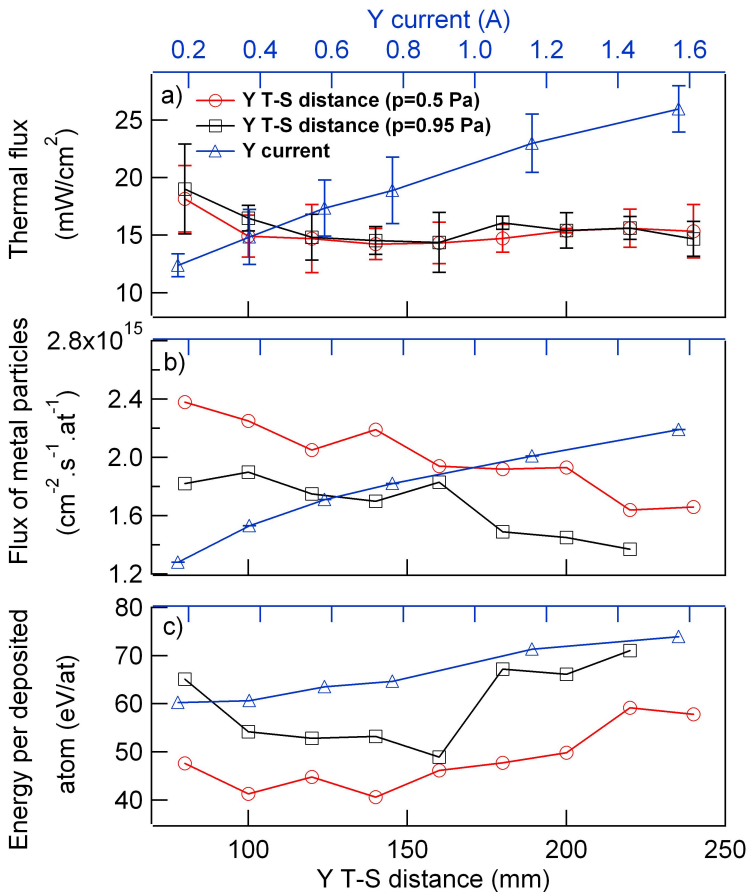 Y current (A)
0.2 0.4 0.6 0.8 1.0 1.2 1.4 1.6
a)
Y T-S distance (p=0.5 Pa)
Y T-S distance (p=0.95 Pa)
Y current
Thermal flux
(mW/cm²)
25
20
15
10
b)
Flux of metal particles
(cm⁻².s⁻¹.at⁻¹)
2.8x10¹⁵
2.4
2.0
1.6
1.2
c)
Energy per deposited
atom (eV/at)
80
70
60
50
40
100 150 200 250
Y T-S distance (mm)